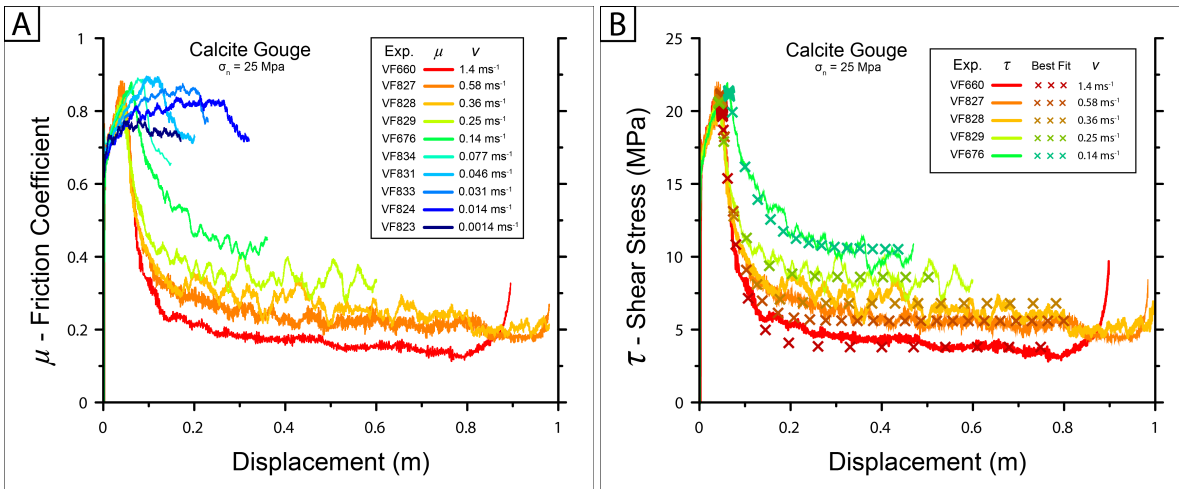 A
Calcite Gouge
σn = 25 Mpa
Exp. μ v
VF660 1.4 ms-1
VF827 0.58 ms-1
VF828 0.36 ms-1
VF829 0.25 ms-1
VF676 0.14 ms-1
VF834 0.077 ms-1
VF831 0.046 ms-1
VF833 0.031 ms-1
VF824 0.014 ms-1
VF823 0.0014 ms-1
1
0.8
0.6
0.4
0.2
0
μ - Friction Coefficient
0 0.2 0.4 0.6 0.8 1
Displacement (m)
B
Calcite Gouge
σn = 25 Mpa
Exp. τ Best Fit v
VF660 1.4 ms-1
VF827 0.58 ms-1
VF828 0.36 ms-1
VF829 0.25 ms-1
VF676 0.14 ms-1
25
20
15
10
5
0
τ - Shear Stress (MPa)
0 0.2 0.4 0.6 0.8 1
Displacement (m)